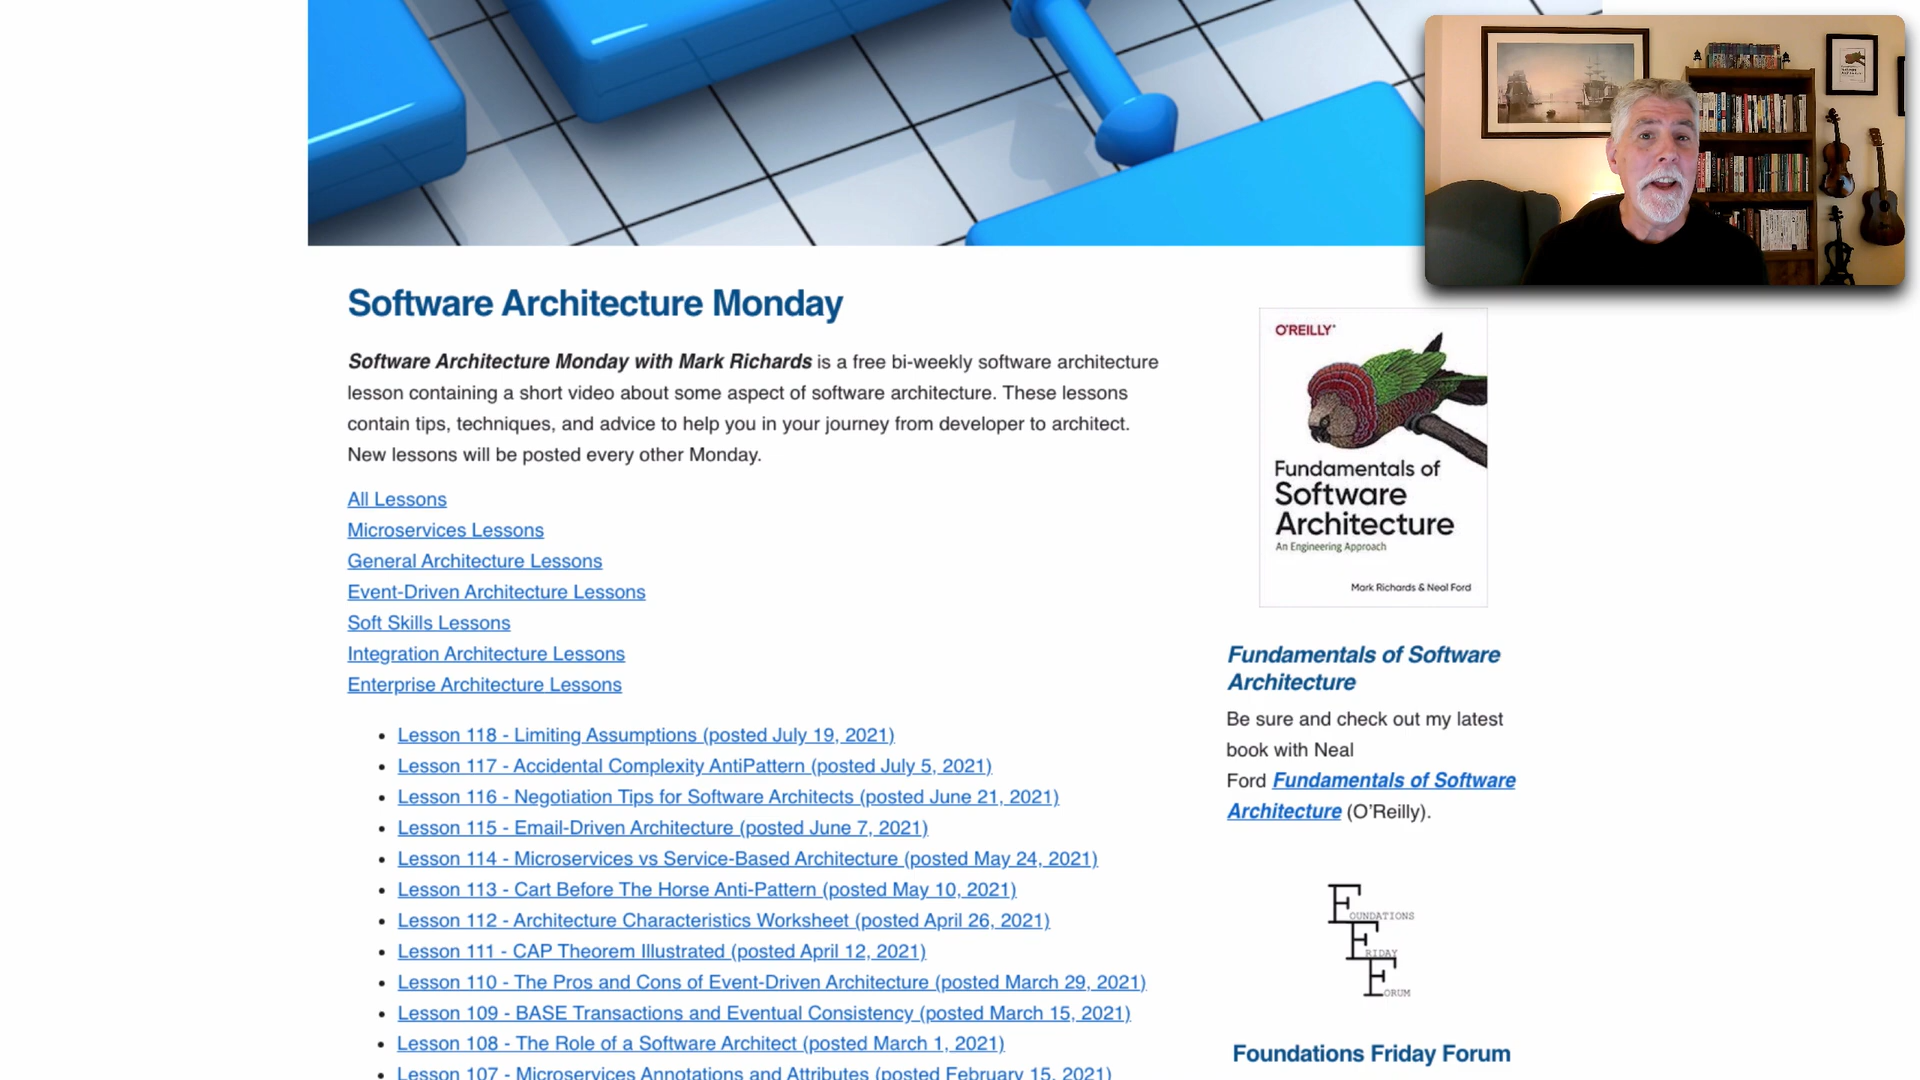 Software Architecture Monday
Software Architecture Monday with Mark Richards is a free bi-weekly software architecture
lesson containing a short video about some aspect of software architecture. These lessons
contain tips, techniques, and advice to help you in your journey from developer to architect.
New lessons will be posted every other Monday.
All Lessons
Microservices Lessons
General Architecture Lessons
Event-Driven Architecture Lessons
Soft Skills Lessons
Integration Architecture Lessons
Enterprise Architecture Lessons
Lesson 118 - Limiting Assumptions (posted July 19, 2021)
Lesson 117 - Accidental Complexity AntiPattern (posted July 5, 2021)
Lesson 116 - Negotiation Tips for Software Architects (posted June 21, 2021)
Lesson 115 - Email-Driven Architecture (posted June 7, 2021)
Lesson 114 - Microservices vs Service-Based Architecture (posted May 24, 2021)
Lesson 113 - Cart Before The Horse Anti-Pattern (posted May 10, 2021)
Lesson 112 - Architecture Characteristics Worksheet (posted April 26, 2021)
Lesson 111 - CAP Theorem Illustrated (posted April 12, 2021)
Lesson 110 - The Pros and Cons of Event-Driven Architecture (posted March 29, 2021)
Lesson 109 - BASE Transactions and Eventual Consistency (posted March 15, 2021)
Lesson 108 - The Role of a Software Architect (posted March 1, 2021)
Lesson 107 - Microservices Annotations and Attributes (posted February 15, 2021)
O'REILLY®
Fundamentals of
Software
Architecture
An Engineering Approach
Mark Richards & Neal Ford
Fundamentals of Software
Architecture
Be sure and check out my latest
book with Neal
Ford Fundamentals of Software
Architecture (O'Reilly).
FOUNDATIONS
FRIDAY
FORUM
Foundations Friday Forum